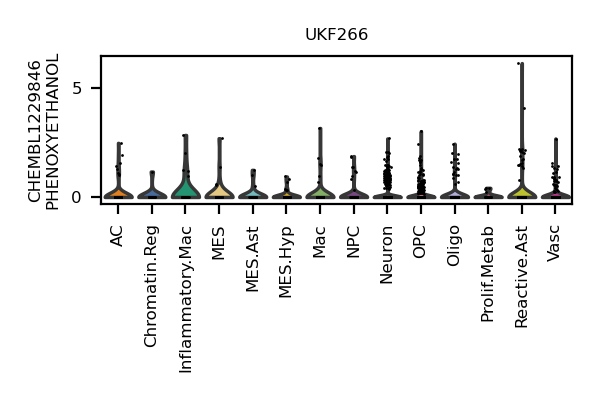 UKF266
CHEMBL1229846
PHENOXYETHANOL
5
0
AC
Chromatin.Reg
Inflammatory.Mac
MES
MES.Ast
MES.Hyp
Mac
NPC
Neuron
OPC
Oligo
Prolif.Metab
Reactive.Ast
Vasc